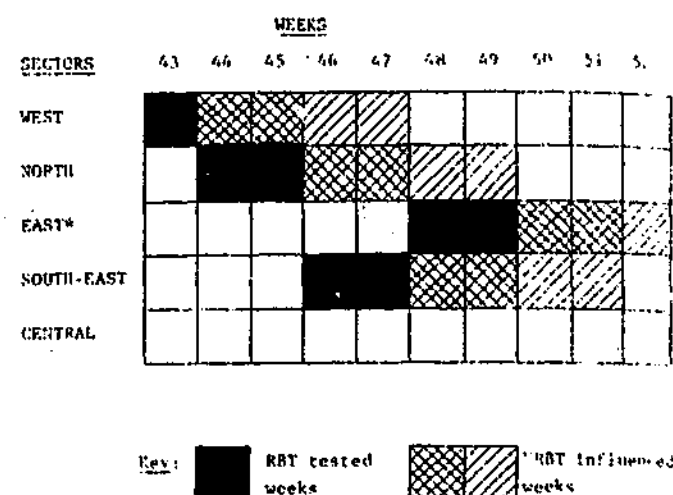 WEEKS
SECTORS 43 44 45 46 47 48 49 50 51
WEST
NORTH
EAST*
SOUTH-EAST
CENTRAL
Key: RBT tested RBT influenced
weeks weeks